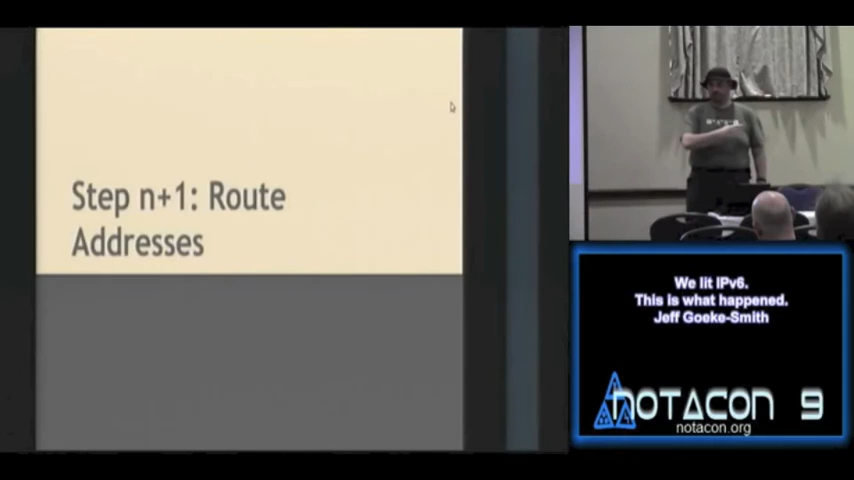 Step n+1: Route
Addresses
We lit IPv6.
This is what happened.
Jeff Goeke-Smith
NOTACON 9
notacon.org